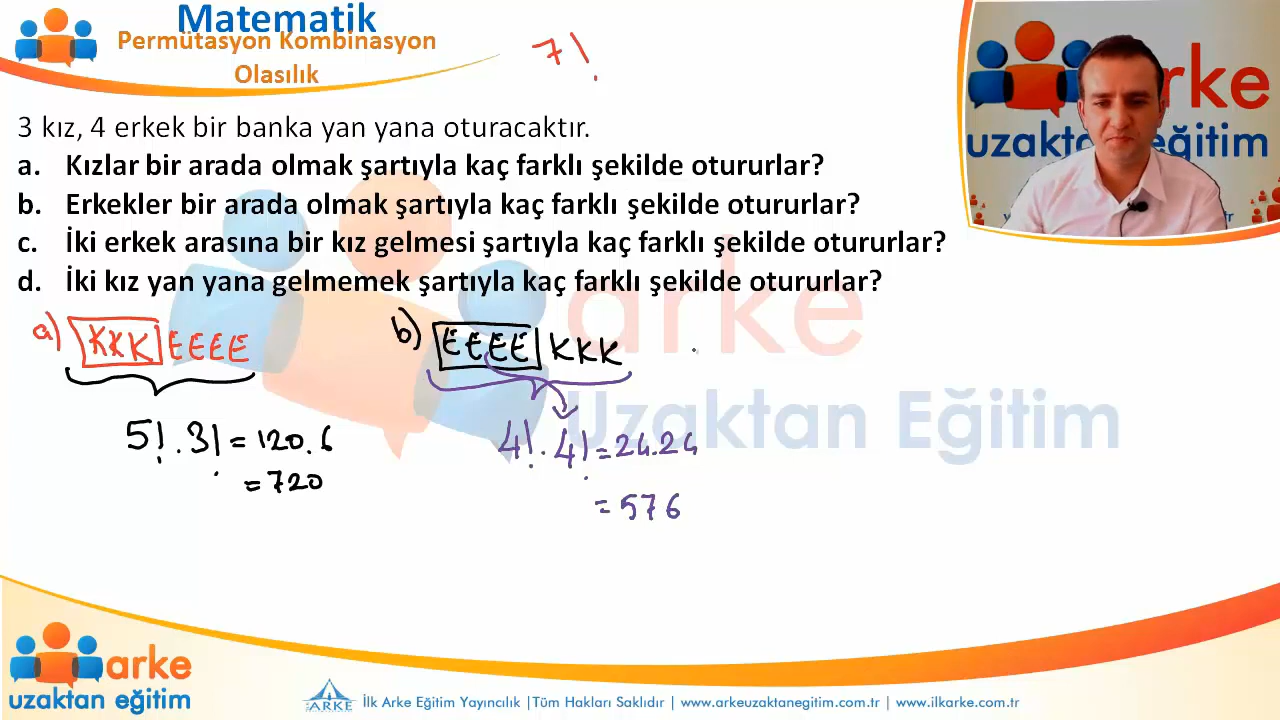 Matematik
Permütasyon Kombinasyon
Olasılık
7!
arke
uzaktan eğitim
3 kız, 4 erkek bir banka yan yana oturacaktır.
a. Kızlar bir arada olmak şartıyla kaç farklı şekilde otururlar?
b. Erkekler bir arada olmak şartıyla kaç farklı şekilde otururlar?
c. İki erkek arasına bir kız gelmesi şartıyla kaç farklı şekilde otururlar?
d. İki kız yan yana gelmemek şartıyla kaç farklı şekilde otururlar?
a) KKK EEEE
5! . 3! = 120.6
= 720
b) EEEE KKK
4! . 4! = 24.24
= 576
arke
Uzaktan Eğitim
arke
uzaktan eğitim
ARKE
İlk Arke Eğitim Yayıncılık |Tüm Hakları Saklıdır | www.arkeuzaktanegitim.com.tr | www.ilkarke.com.tr